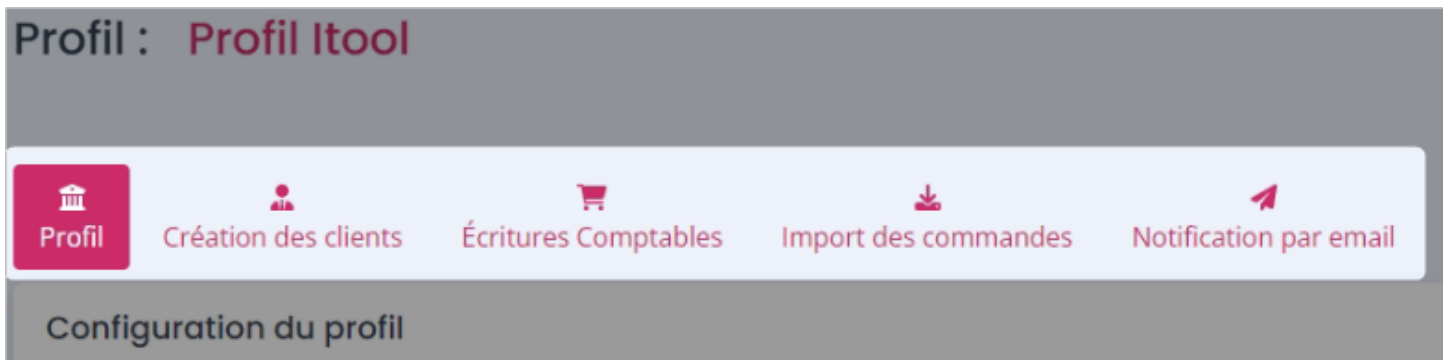 Profil : Profil Itool
Profil Création des clients Écritures Comptables Import des commandes Notification par email
Configuration du profil